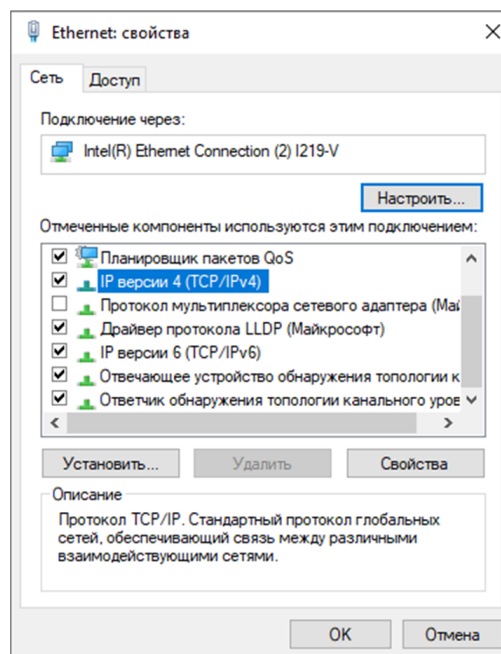 Ethernet: свойства
Сеть Доступ
Подключение через:
Intel(R) Ethernet Connection (2) I219-V
Настроить...
Отмеченные компоненты используются этим подключением:
Планировщик пакетов QoS
IP версии 4 (TCP/IPv4)
Протокол мультиплексора сетевого адаптера (Май
Драйвер протокола LLDP (Майкрософт)
IP версии 6 (TCP/IPv6)
Отвечающее устройство обнаружения топологии к
Ответчик обнаружения топологии канального уров
Установить... Удалить Свойства
Описание
Протокол TCP/IP. Стандартный протокол глобальных
сетей, обеспечивающий связь между различными
взаимодействующими сетями.
OK Отмена